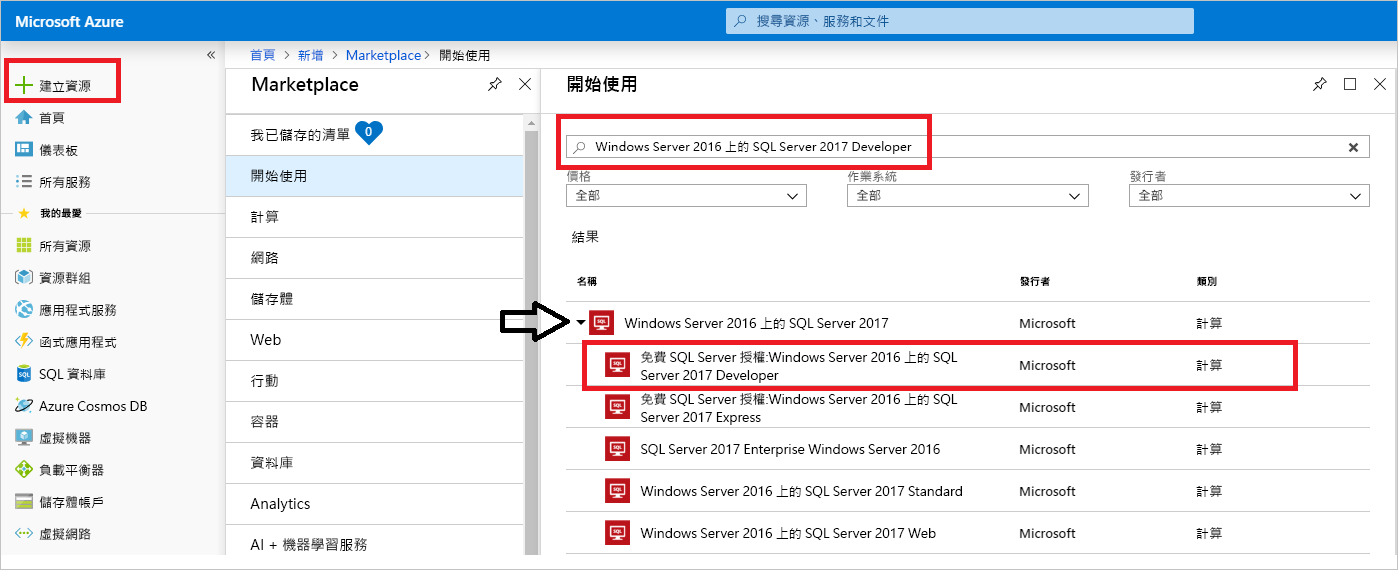 Microsoft Azure
搜尋資源、服務和文件
«
首頁 > 新增 > Marketplace > 開始使用
建立資源
首頁
儀表板
所有服務
我的最愛
所有資源
資源群組
應用程式服務
函式應用程式
SQL 資料庫
Azure Cosmos DB
虛擬機器
負載平衡器
儲存體帳戶
虛擬網路
Marketplace
我已儲存的清單 0
開始使用
計算
網路
儲存體
Web
行動
容器
資料庫
Analytics
AI + 機器學習服務
開始使用
Windows Server 2016 上的 SQL Server 2017 Developer
價格 作業系統 發行者
全部 全部 全部
結果
名稱 發行者 類別
Windows Server 2016 上的 SQL Server 2017 Microsoft 計算
免費 SQL Server 授權:Windows Server 2016 上的 SQL
Server 2017 Developer Microsoft 計算
免費 SQL Server 授權:Windows Server 2016 上的 SQL
Server 2017 Express Microsoft 計算
SQL Server 2017 Enterprise Windows Server 2016 Microsoft 計算
Windows Server 2016 上的 SQL Server 2017 Standard Microsoft 計算
Windows Server 2016 上的 SQL Server 2017 Web Microsoft 計算